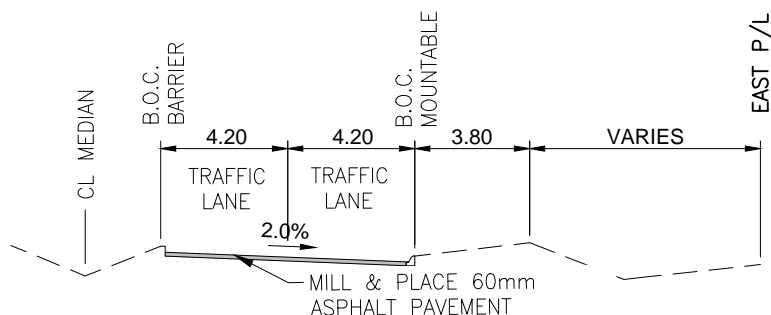 CL MEDIAN
B.O.C.
BARRIER
B.O.C.
MOUNTABLE
EAST P/L
4.20
4.20
3.80
VARIES
TRAFFIC
LANE
TRAFFIC
LANE
2.0%
MILL & PLACE 60mm
ASPHALT PAVEMENT